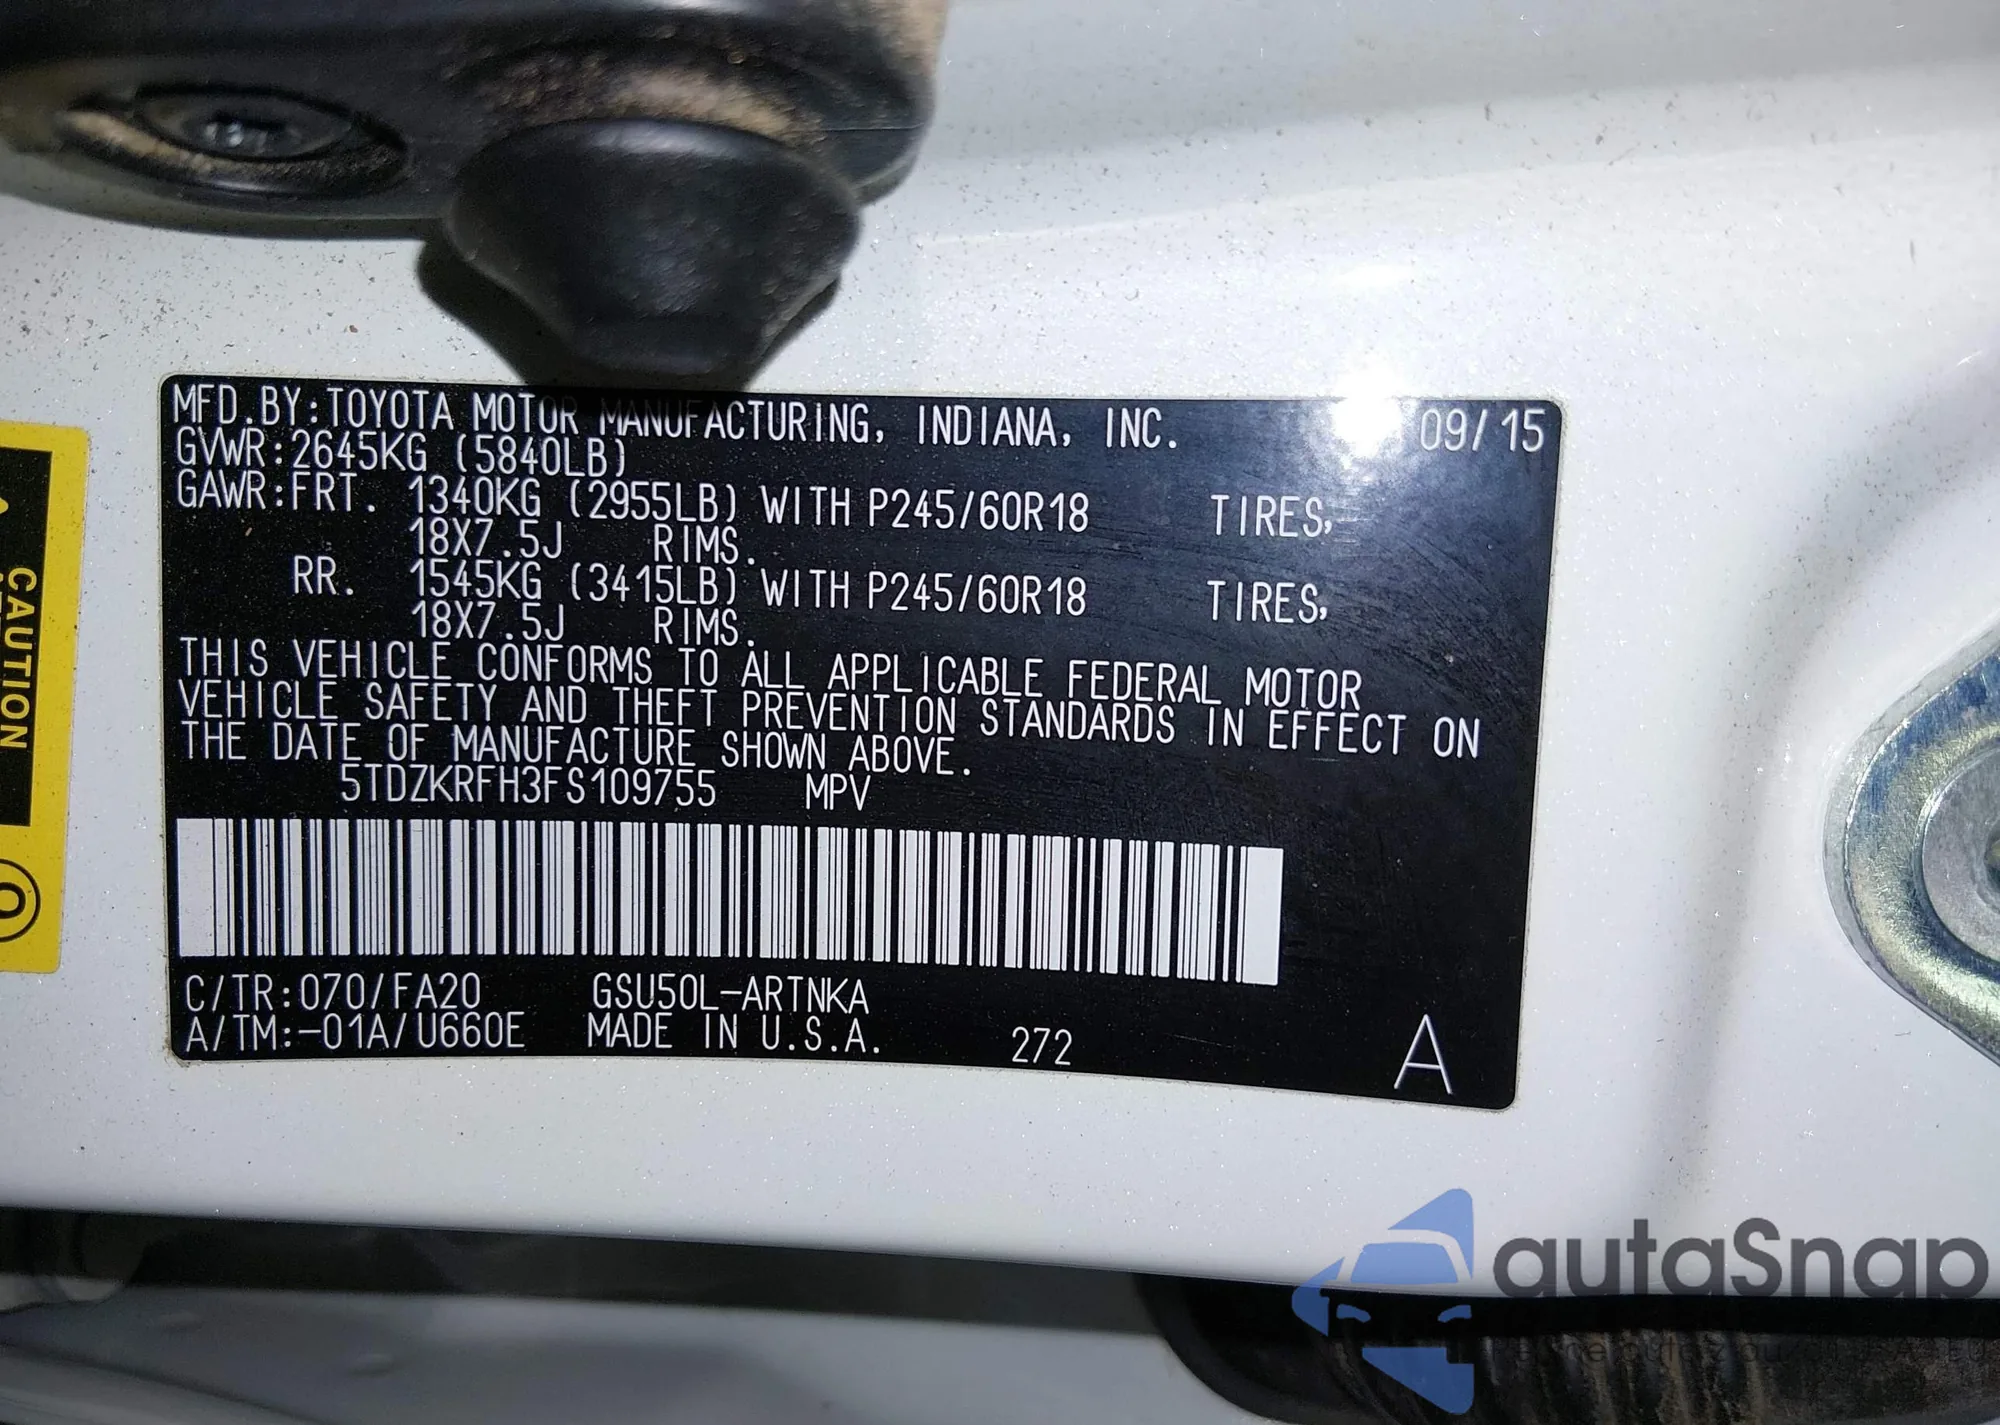 MFD.BY:TOYOTA MOTOR MANUFACTURING, INDIANA, INC. 09/15
GVWR:2645KG (5840LB)
GAWR:FRT. 1340KG (2955LB) WITH P245/60R18 TIRES,
18X7.5J RIMS.
RR. 1545KG (3415LB) WITH P245/60R18 TIRES,
18X7.5J RIMS.
THIS VEHICLE CONFORMS TO ALL APPLICABLE FEDERAL MOTOR
VEHICLE SAFETY AND THEFT PREVENTION STANDARDS IN EFFECT ON
THE DATE OF MANUFACTURE SHOWN ABOVE.
5TDZKRFH3FS109755 MPV
C/TR:070/FA20 GSU50L-ARTNKA
A/TM:-01A/U660E MADE IN U.S.A. 272 A
CAUTION
autaSnap